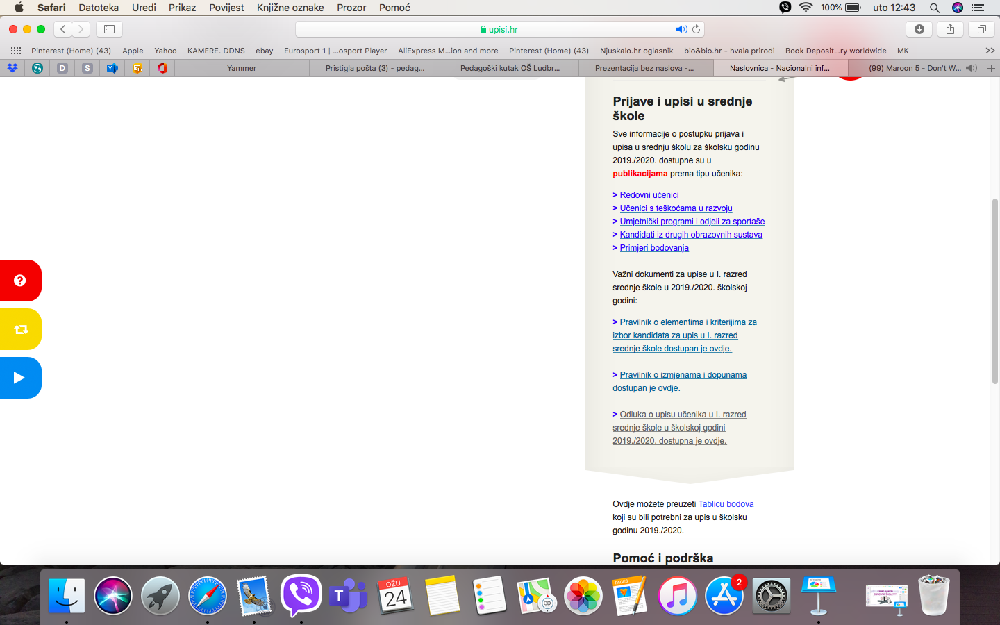 Safari Datoteka Uredi Prikaz Povijest Knjižne oznake Prozor Pomoć 100% uto 12:43
upisi.hr
Pinterest (Home) (43) Apple Yahoo KAMERE. DDNS ebay Eurosport 1 | ...osport Player AliExpress M...ion and more Pinterest (Home) (43) Njuskalo.hr oglasnik bio&bio.hr - hvala prirodi Book Deposit...ry worldwide MK
D S Yammer Pristigla pošta (3) - pedag... Pedagoški kutak OŠ Ludbr... Prezentacija bez naslova -... Naslovnica - Nacionalni inf... (99) Maroon 5 - Don't W...
Prijave i upisi u srednje
škole
Sve informacije o postupku prijava i
upisa u srednju školu za školsku godinu
2019./2020. dostupne su u
publikacijama prema tipu učenika:
> Redovni učenici
> Učenici s teškoćama u razvoju
> Umjetnički programi i odjeli za sportaše
> Kandidati iz drugih obrazovnih sustava
> Primjeri bodovanja
Važni dokumenti za upise u I. razred
srednje škole u 2019./2020. školskoj
godini:
> Pravilnik o elementima i kriterijima za
izbor kandidata za upis u I. razred
srednje škole dostupan je ovdje.
> Pravilnik o izmjenama i dopunama
dostupan je ovdje.
> Odluka o upisu učenika u I. razred
srednje škole u školskoj godini
2019./2020. dostupna je ovdje.
Ovdje možete preuzeti Tablicu bodova
koji su bili potrebni za upis u školsku
godinu 2019./2020.
Pomoć i podrška
T
OŽU
24
3D
PAGES
2